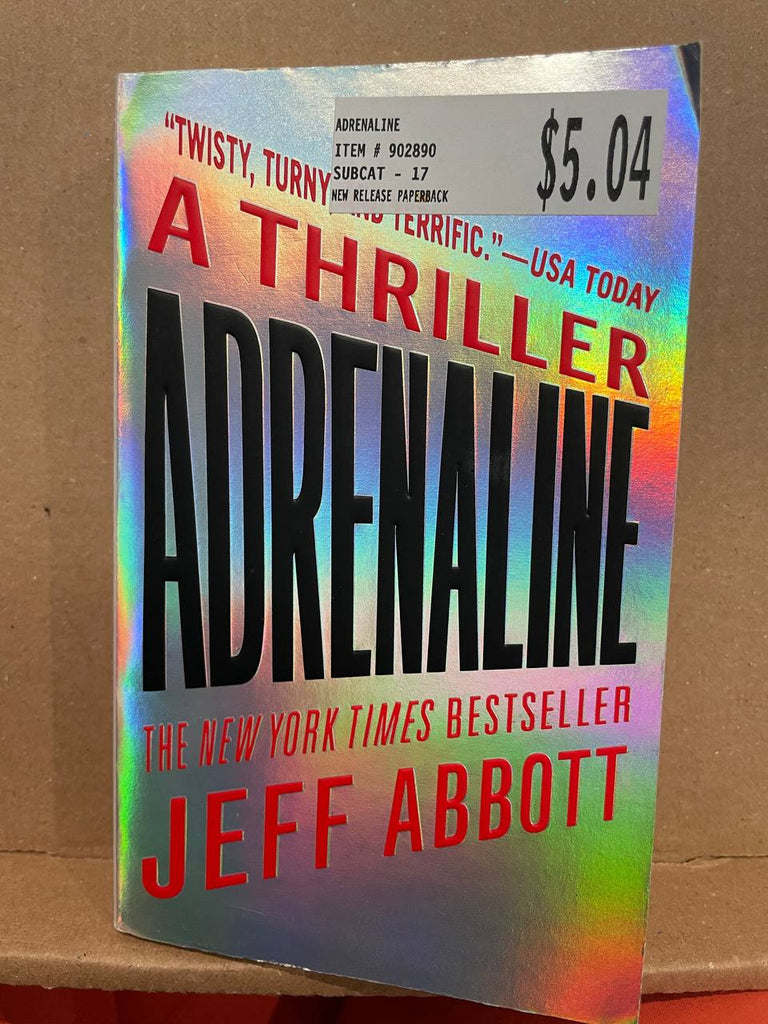 ADRENALINE
ITEM # 902890
SUBCAT - 17
NEW RELEASE PAPERBACK
$5.04
"TWISTY, TURNY
TERRIFIC."—USA TODAY
A THRILLER
ADRENALINE
THE NEW YORK TIMES BESTSELLER
JEFF ABBOTT